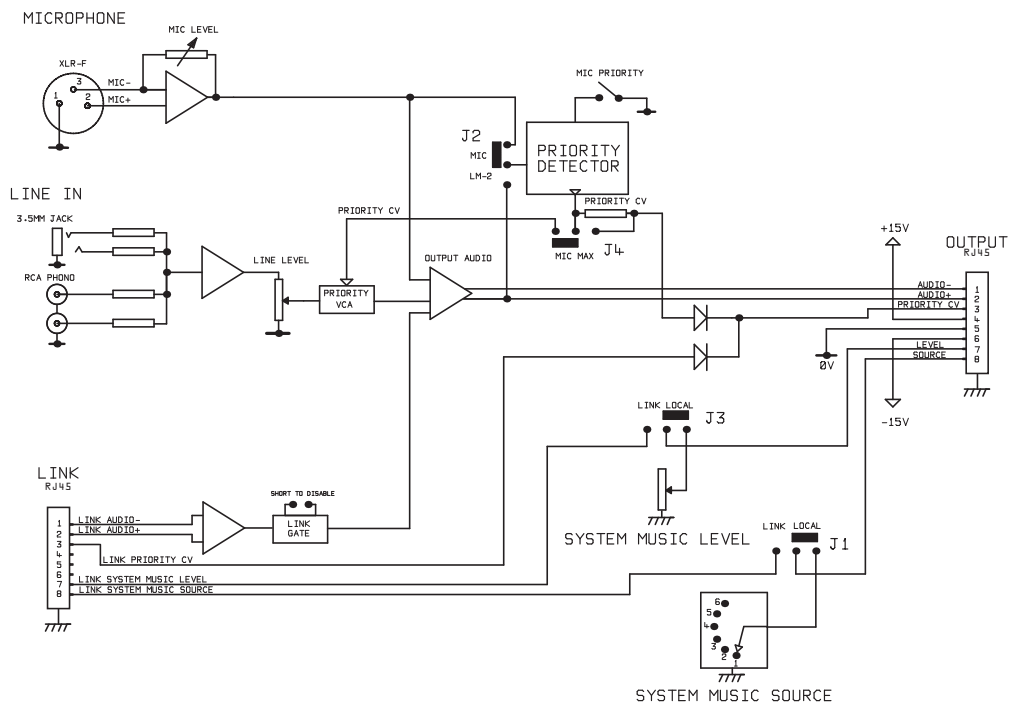 MICROPHONE
MIC LEVEL
XLR-F
3
MIC-
1
2
MIC+
MIC PRIORITY
J2
MIC
LM-2
PRIORITY
DETECTOR
LINE IN
3.5MM JACK
PRIORITY CV
PRIORITY CV
J4
MIC MAX
RCA PHONO
LINE LEVEL
OUTPUT AUDIO
PRIORITY
VCA
+15V
OUTPUT
RJ45
AUDIO-
1
AUDIO+
2
PRIORITY CV
3
4
5
6
LEVEL
7
SOURCE
8
0V
-15V
LINK LOCAL
J3
LINK
RJ45
SHORT TO DISABLE
LINK
GATE
1
LINK AUDIO-
2
LINK AUDIO+
3
4
LINK PRIORITY CV
5
6
7
LINK SYSTEM MUSIC LEVEL
8
LINK SYSTEM MUSIC SOURCE
SYSTEM MUSIC LEVEL
LINK LOCAL
J1
6
5
4
3
2
1
SYSTEM MUSIC SOURCE